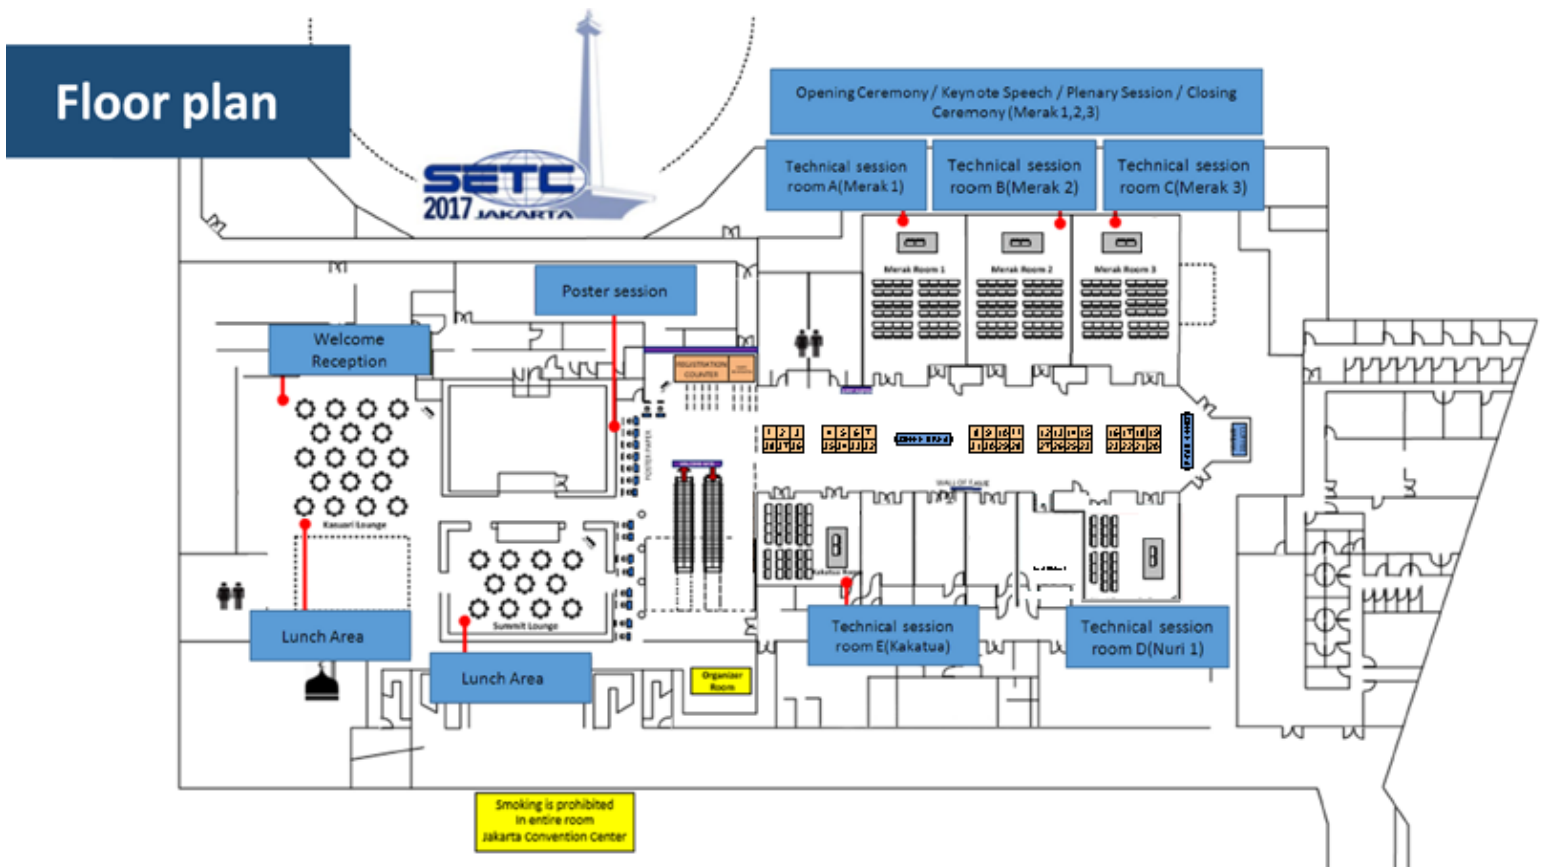 Floor plan
SETC
2017 JAKARTA
Opening Ceremony / Keynote Speech / Plenary Session / Closing
Ceremony (Merak 1,2,3)
Technical session
room A(Merak 1)
Technical session
room B(Merak 2)
Technical session
room C(Merak 3)
Merak Room 1
Merak Room 2
Merak Room 3
Poster session
Welcome
Reception
REGISTRATION
COUNTER
POSTER PAPER
WALL OF FAME
Kasuari Lounge
Summit Lounge
Kakatua Room
Lunch Area
Lunch Area
Technical session
room E(Kakatua)
Technical session
room D(Nuri 1)
Organizer
Room
Smoking is prohibited
In entire room
Jakarta Convention Center